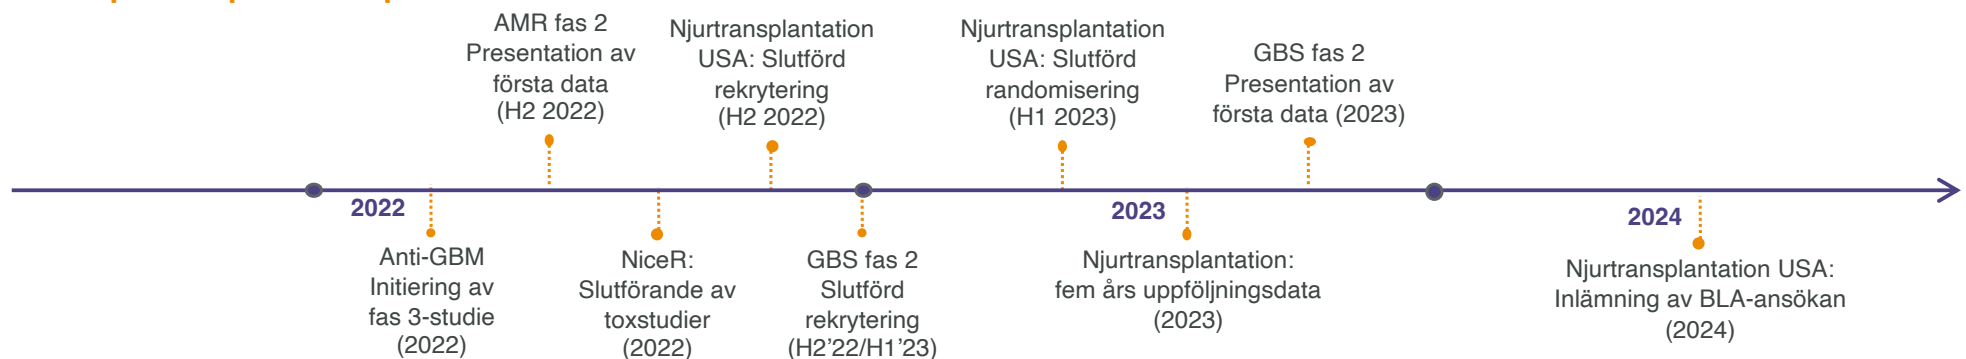 AMR fas 2
Presentation av
första data
(H2 2022)
Njurtransplantation
USA: Slutförd
rekrytering
(H2 2022)
Njurtransplantation
USA: Slutförd
randomisering
(H1 2023)
GBS fas 2
Presentation av
första data (2023)
2022
2023
2024
Anti-GBM
Initiering av
fas 3-studie
(2022)
NiceR:
Slutförande av
toxstudier
(2022)
GBS fas 2
Slutförd
rekrytering
(H2’22/H1’23)
Njurtransplantation:
fem års uppföljningsdata
(2023)
Njurtransplantation USA:
Inlämning av BLA-ansökan
(2024)